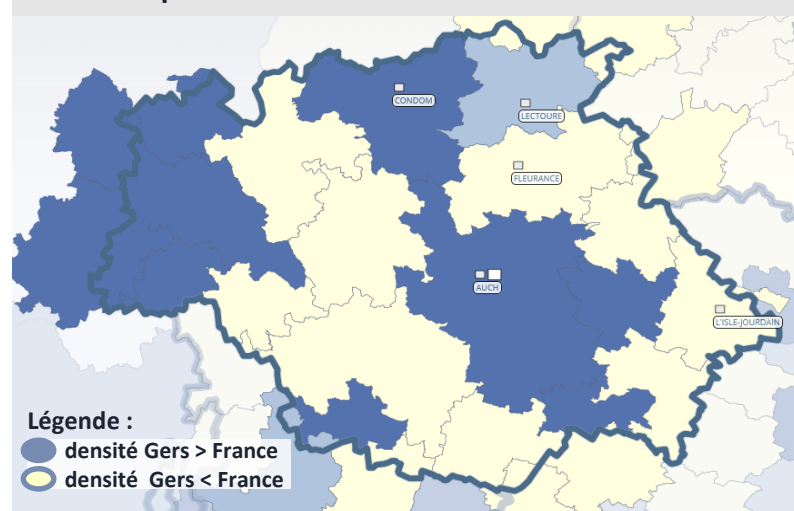 CONDOM
LECTOURE
FLEURANCE
AUCH
L'ISLE-JOURDAIN
Légende :
densité Gers > France
densité Gers < France